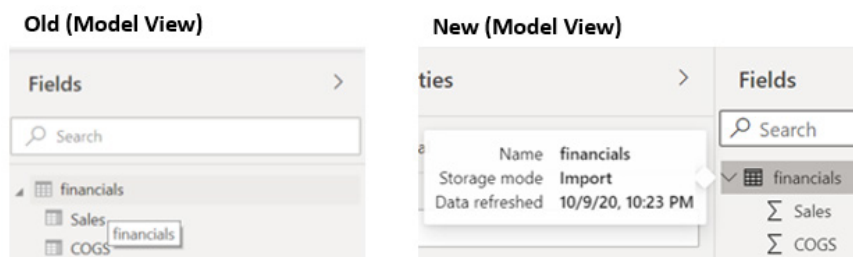 Old (Model View)
Fields
Search
financials
Sales
financials
COGS
New (Model View)
ties
Fields
Search
Name financials
Storage mode Import
Data refreshed 10/9/20, 10:23 PM
financials
Sales
COGS